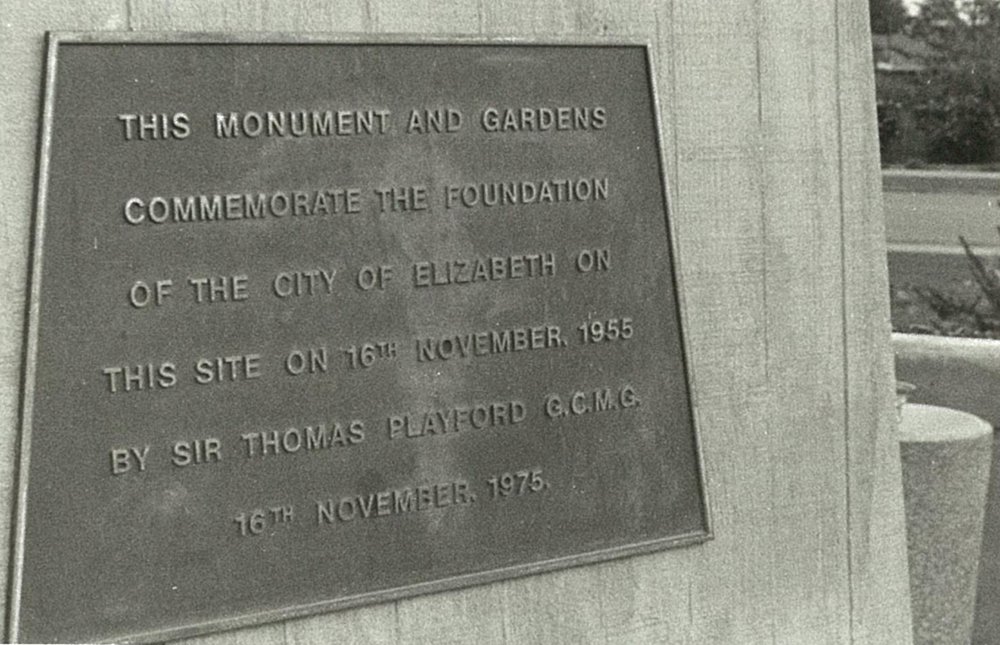 THIS MONUMENT AND GARDENS
COMMEMORATE THE FOUNDATION
OF THE CITY OF ELIZABETH ON
THIS SITE ON 16TH NOVEMBER, 1955
BY SIR THOMAS PLAYFORD G.C.M.G.
16TH NOVEMBER, 1975.